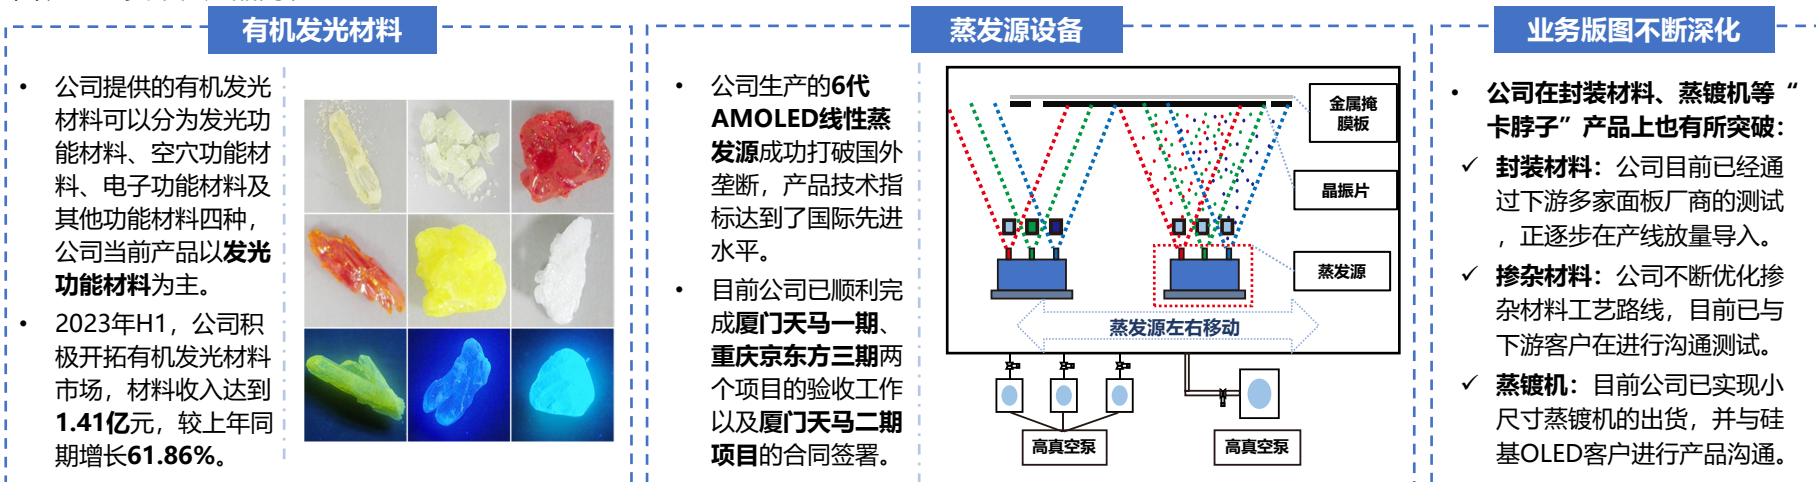 有机发光材料
• 公司提供的有机发光
材料可以分为发光功
能材料、空穴功能材
料、电子功能材料及
其他功能材料四种，
公司当前产品以发光
功能材料为主。
• 2023年H1，公司积
极开拓有机发光材料
市场，材料收入达到
1.41亿元，较上年同
期增长61.86%。
蒸发源设备
• 公司生产的6代
AMOLED线性蒸
发源成功打破国外
垄断，产品技术指
标达到了国际先进
水平。
• 目前公司已顺利完
成厦门天马一期、
重庆京东方三期两
个项目的验收工作
以及厦门天马二期
项目的合同签署。
金属掩
膜板
晶振片
蒸发源
蒸发源左右移动
高真空泵
高真空泵
业务版图不断深化
• 公司在封装材料、蒸镀机等“
卡脖子”产品上也有所突破：
✓ 封装材料：公司目前已经通
过下游多家面板厂商的测试
，正逐步在产线放量导入。
✓ 掺杂材料：公司不断优化掺
杂材料工艺路线，目前已与
下游客户在进行沟通测试。
✓ 蒸镀机：目前公司已实现小
尺寸蒸镀机的出货，并与硅
基OLED客户进行产品沟通。